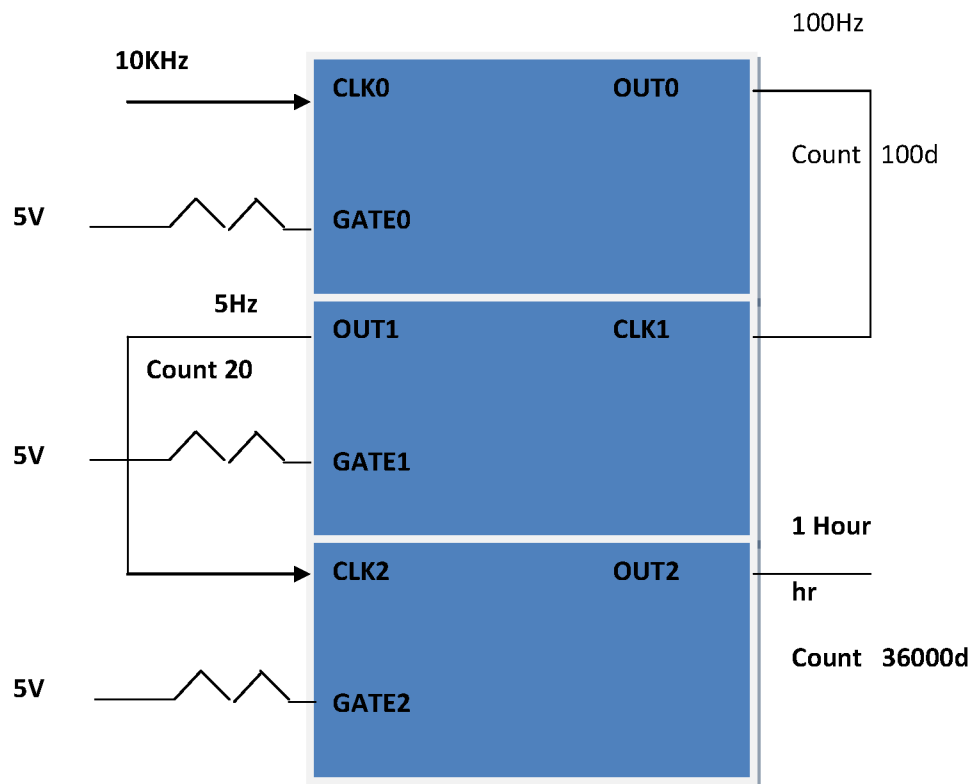 100Hz
10KHz
CLK0 OUT0
Count 100d
5V
GATE0
5Hz
OUT1 CLK1
Count 20
5V
GATE1
1 Hour
CLK2 OUT2
hr
Count 36000d
5V
GATE2